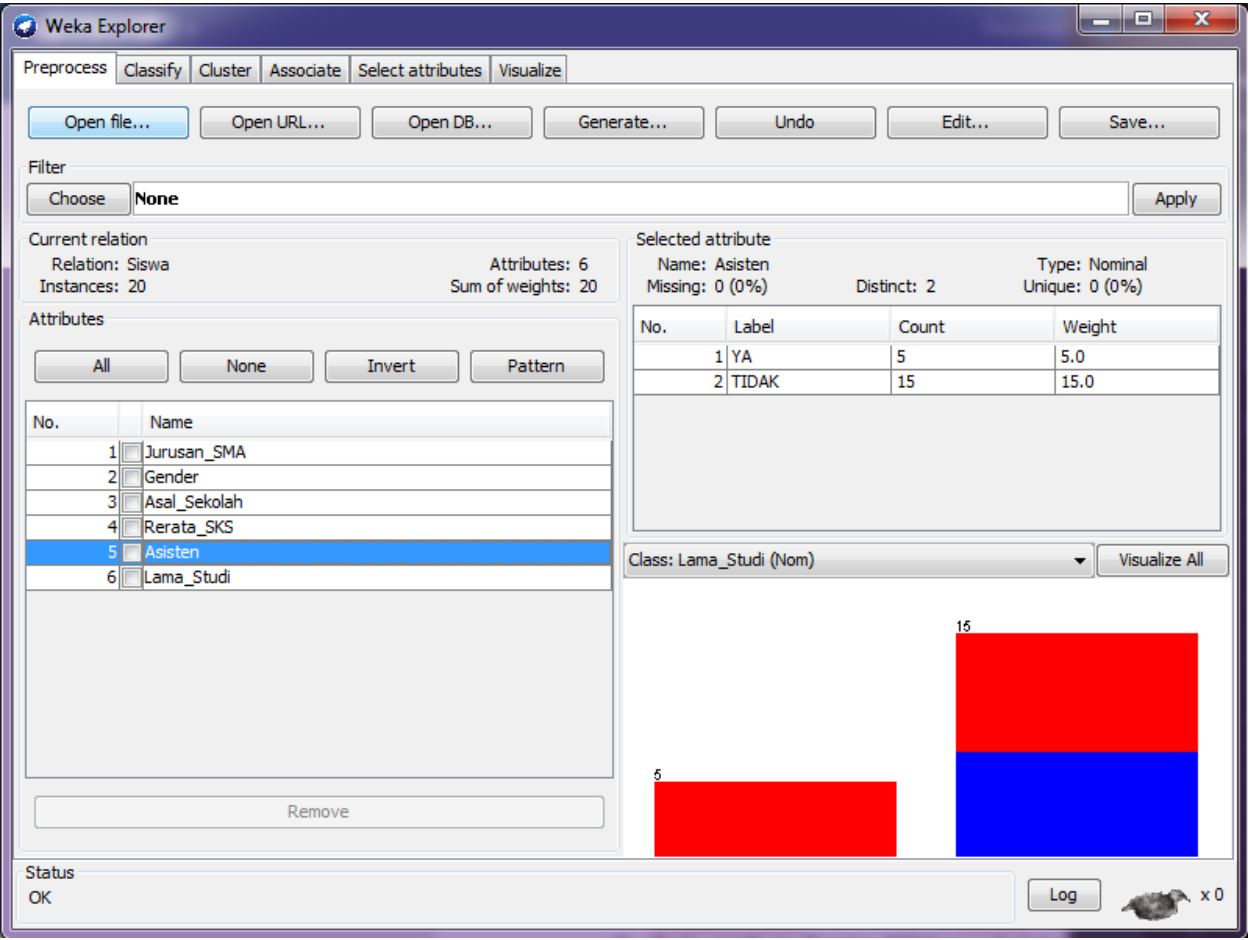 Weka Explorer
Preprocess Classify Cluster Associate Select attributes Visualize
Open file... Open URL... Open DB... Generate... Undo Edit... Save...
Filter
Choose None Apply
Current relation
Relation: Siswa Attributes: 6
Instances: 20 Sum of weights: 20
Attributes
All None Invert Pattern
No. Name
1 Jurusan_SMA
2 Gender
3 Asal_Sekolah
4 Rerata_SKS
5 Asisten
6 Lama_Studi
Remove
Selected attribute
Name: Asisten Type: Nominal
Missing: 0 (0%) Distinct: 2 Unique: 0 (0%)
No. Label Count Weight
1 YA 5 5.0
2 TIDAK 15 15.0
Class: Lama_Studi (Nom) Visualize All
15
5
Status
OK
Log x 0